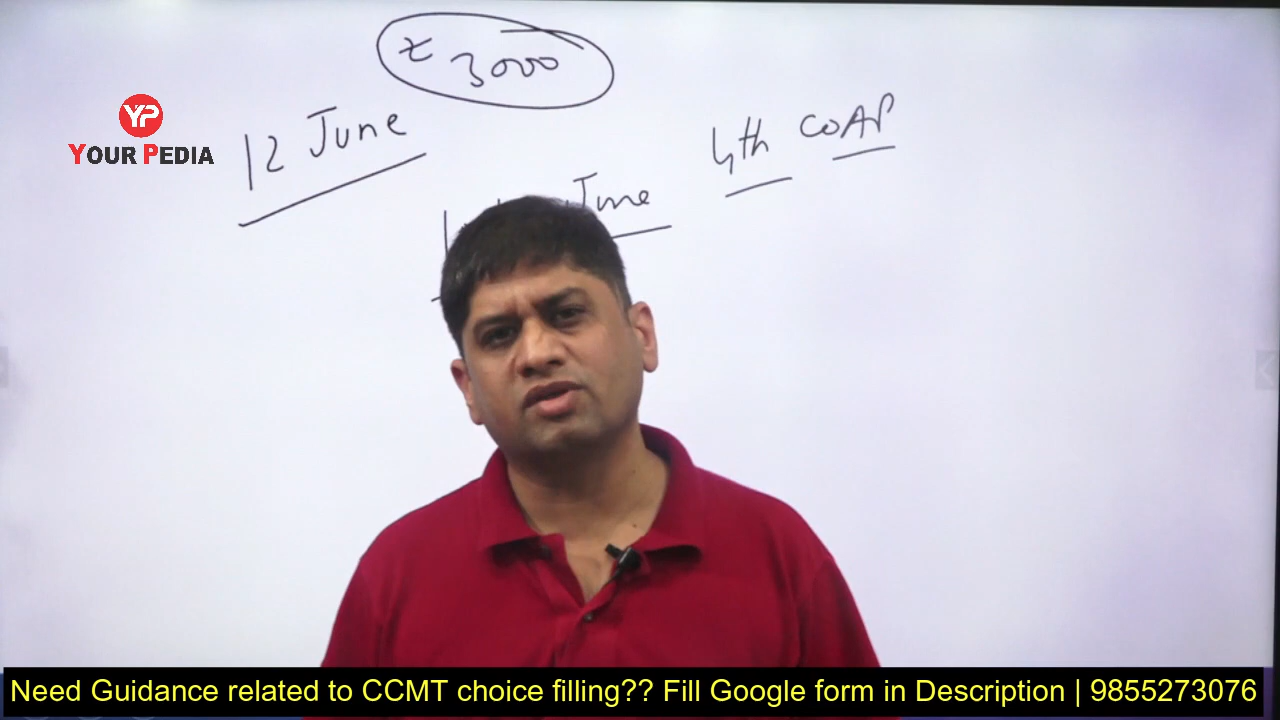 ₹ 3000
12 June
4th COAP
June
YP
YOUR PEDIA
Need Guidance related to CCMT choice filling?? Fill Google form in Description | 9855273076